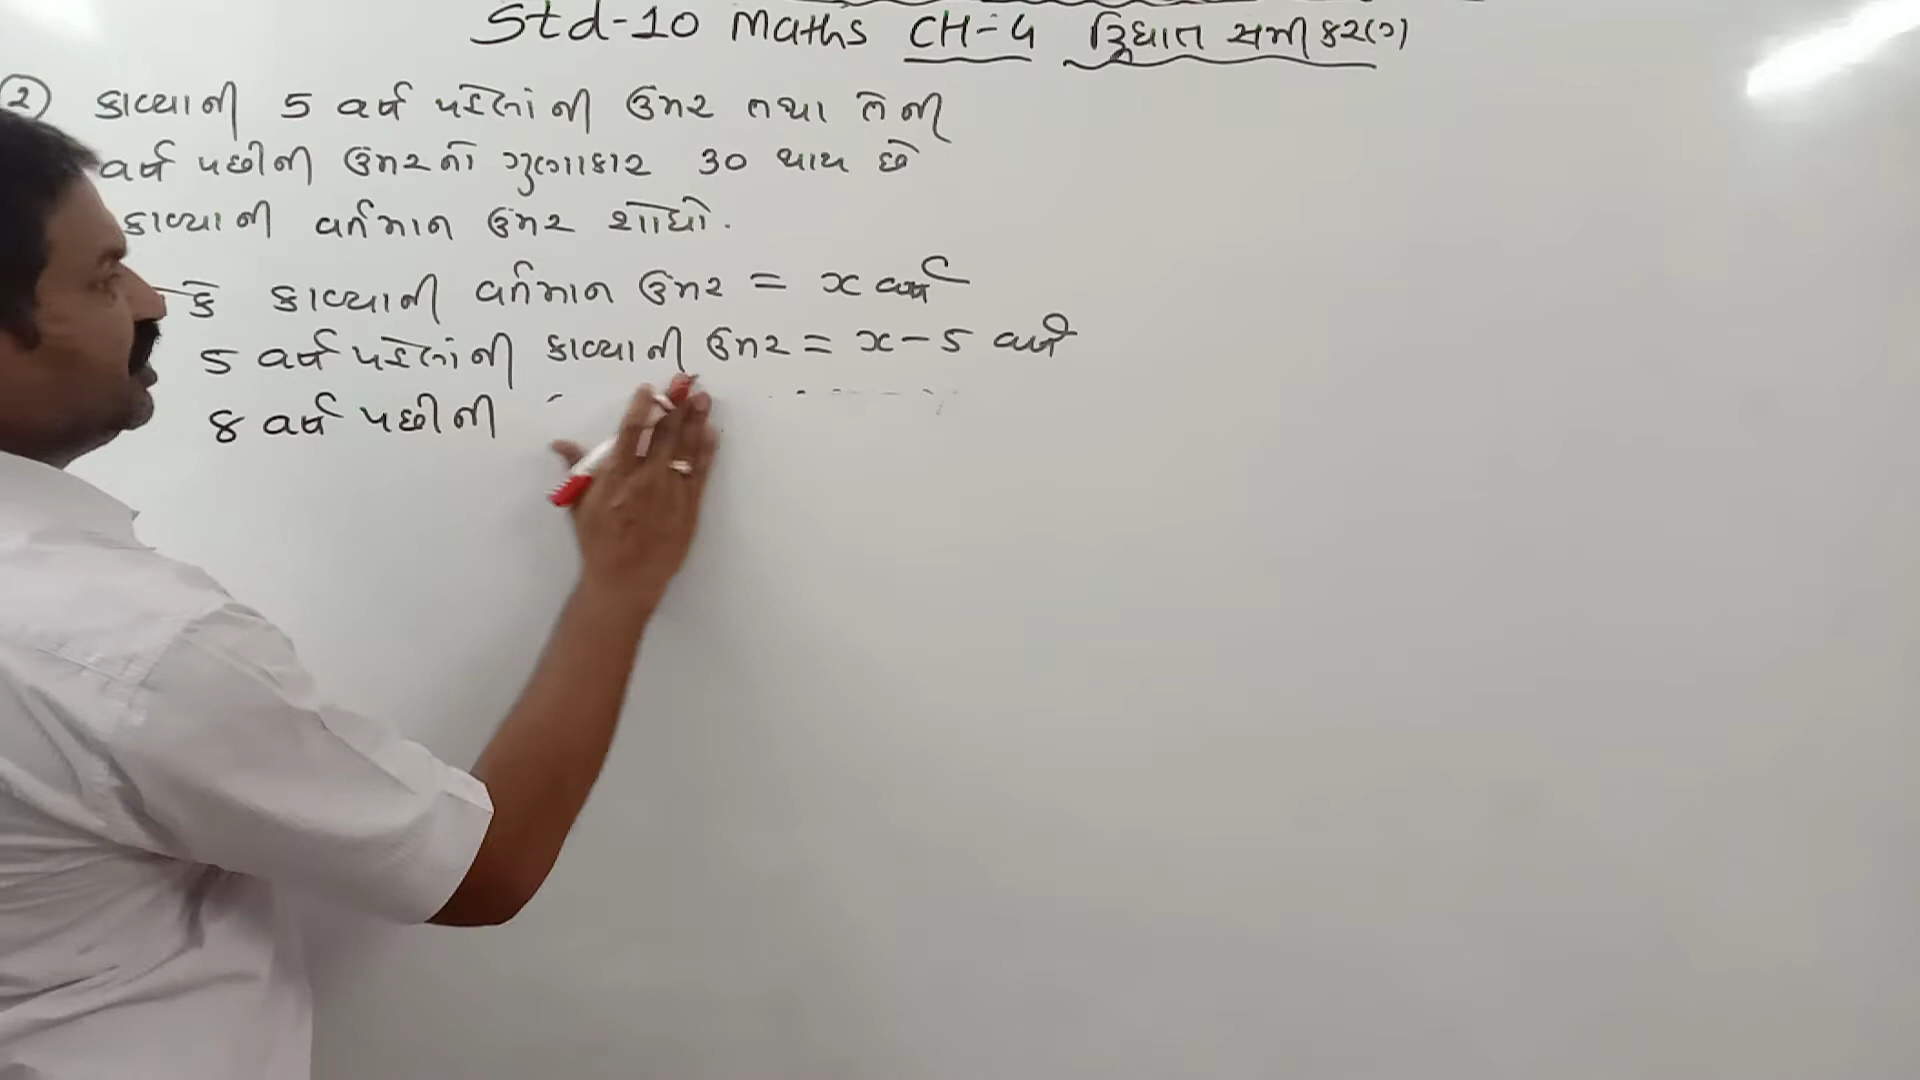 Std-10 Maths CH-4 દ્વિઘાત સમીકરણ
૨ કાવ્યાની 5 વર્ષ પહેલાંની ઉંમર તથા તેની
વર્ષ પછીની ઉંમરનો ગુણાકાર 30 થાય છે
કાવ્યાની વર્તમાન ઉંમર શોધો.
કે કાવ્યાની વર્તમાન ઉંમર = x વર્ષ
5 વર્ષ પહેલાંની કાવ્યાની ઉંમર = x - 5 વર્ષ
8 વર્ષ પછીની